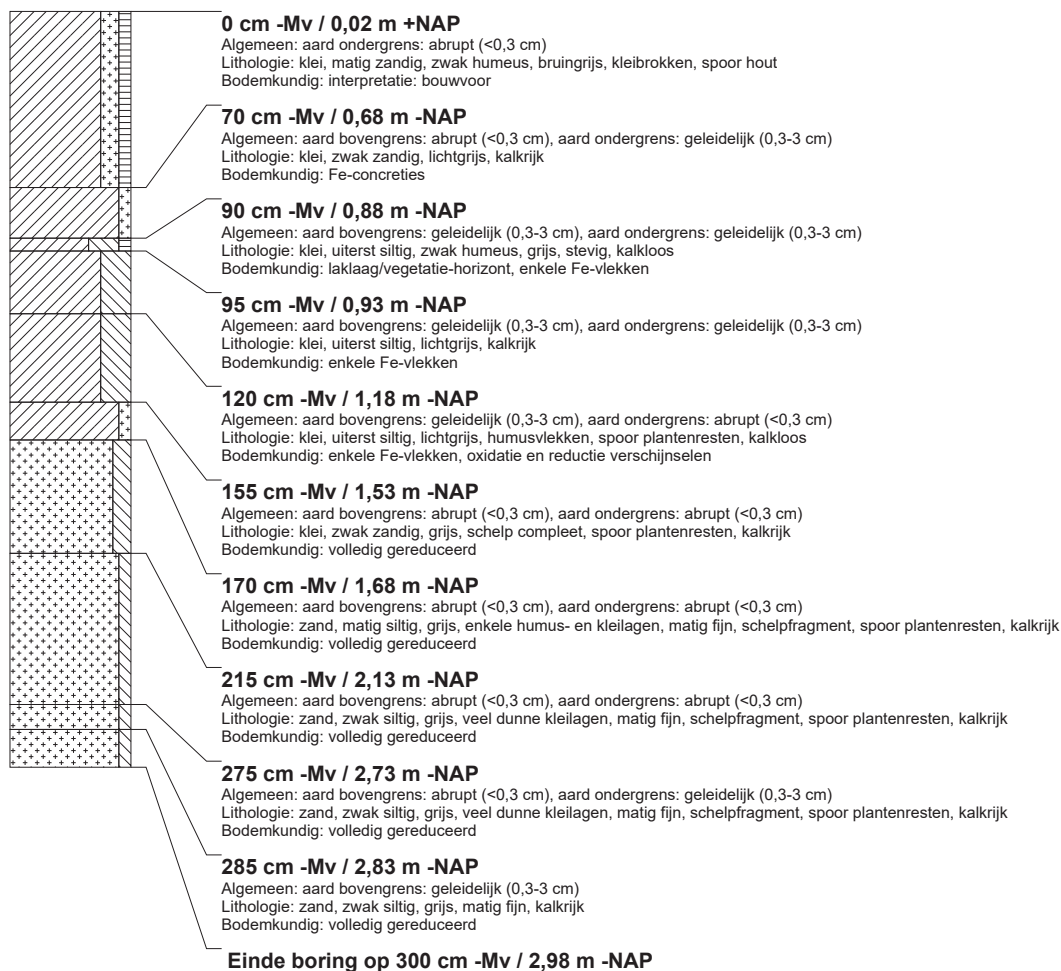 0 cm -Mv / 0,02 m +NAP
Algemeen: aard ondergrens: abrupt (<0,3 cm)
Lithologie: klei, matig zandig, zwak humeus, bruingrijs, kleibrokken, spoor hout
Bodemkundig: interpretatie: bouwvoor
70 cm -Mv / 0,68 m -NAP
Algemeen: aard bovengrens: abrupt (<0,3 cm), aard ondergrens: geleidelijk (0,3-3 cm)
Lithologie: klei, zwak zandig, lichtgrijs, kalkrijk
Bodemkundig: Fe-concreties
90 cm -Mv / 0,88 m -NAP
Algemeen: aard bovengrens: geleidelijk (0,3-3 cm), aard ondergrens: geleidelijk (0,3-3 cm)
Lithologie: klei, uiterst siltig, zwak humeus, grijs, stevig, kalkloos
Bodemkundig: laklaag/vegetatie-horizont, enkele Fe-vlekken
95 cm -Mv / 0,93 m -NAP
Algemeen: aard bovengrens: geleidelijk (0,3-3 cm), aard ondergrens: geleidelijk (0,3-3 cm)
Lithologie: klei, uiterst siltig, lichtgrijs, kalkrijk
Bodemkundig: enkele Fe-vlekken
120 cm -Mv / 1,18 m -NAP
Algemeen: aard bovengrens: geleidelijk (0,3-3 cm), aard ondergrens: abrupt (<0,3 cm)
Lithologie: klei, uiterst siltig, lichtgrijs, humusvlekken, spoor plantenresten, kalkloos
Bodemkundig: enkele Fe-vlekken, oxidatie en reductie verschijnselen
155 cm -Mv / 1,53 m -NAP
Algemeen: aard bovengrens: abrupt (<0,3 cm), aard ondergrens: abrupt (<0,3 cm)
Lithologie: klei, zwak zandig, grijs, schelp compleet, spoor plantenresten, kalkrijk
Bodemkundig: volledig gereduceerd
170 cm -Mv / 1,68 m -NAP
Algemeen: aard bovengrens: abrupt (<0,3 cm), aard ondergrens: abrupt (<0,3 cm)
Lithologie: zand, matig siltig, grijs, enkele humus- en kleilagen, matig fijn, schelpfragment, spoor plantenresten, kalkrijk
Bodemkundig: volledig gereduceerd
215 cm -Mv / 2,13 m -NAP
Algemeen: aard bovengrens: abrupt (<0,3 cm), aard ondergrens: abrupt (<0,3 cm)
Lithologie: zand, zwak siltig, grijs, veel dunne kleilagen, matig fijn, schelpfragment, spoor plantenresten, kalkrijk
Bodemkundig: volledig gereduceerd
275 cm -Mv / 2,73 m -NAP
Algemeen: aard bovengrens: abrupt (<0,3 cm), aard ondergrens: geleidelijk (0,3-3 cm)
Lithologie: zand, zwak siltig, grijs, veel dunne kleilagen, matig fijn, schelpfragment, spoor plantenresten, kalkrijk
Bodemkundig: volledig gereduceerd
285 cm -Mv / 2,83 m -NAP
Algemeen: aard bovengrens: geleidelijk (0,3-3 cm)
Lithologie: zand, zwak siltig, grijs, matig fijn, kalkrijk
Bodemkundig: volledig gereduceerd
Einde boring op 300 cm -Mv / 2,98 m -NAP